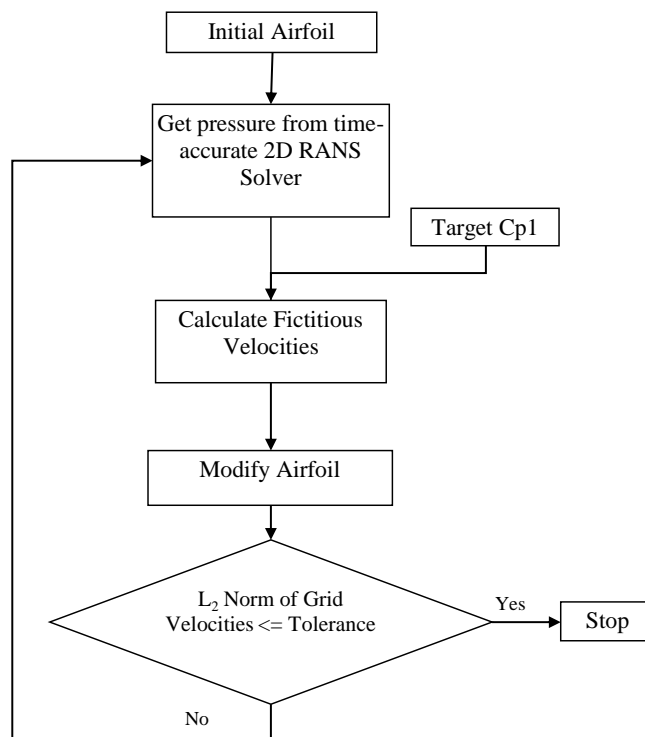 Initial Airfoil
Get pressure from time-
accurate 2D RANS
Solver
Target Cp1
Calculate Fictitious
Velocities
Modify Airfoil
L₂ Norm of Grid
Velocities <= Tolerance
Yes
Stop
No